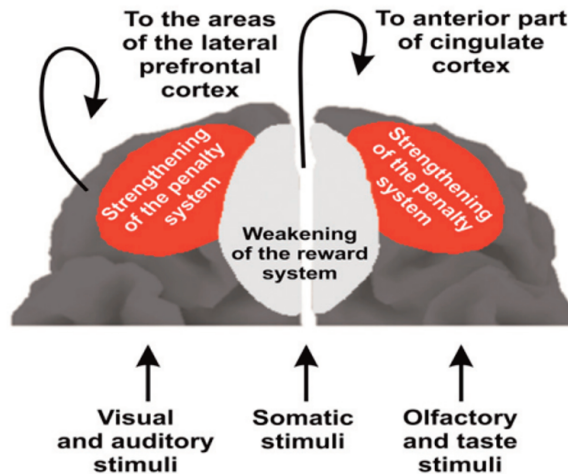 To the areas
of the lateral
prefrontal
cortex
To anterior part
of cingulate
cortex
Strengthening
of the penalty
system
Weakening
of the reward
system
Strengthening
of the penalty
system
Visual
and auditory
stimuli
Somatic
stimuli
Olfactory
and taste
stimuli